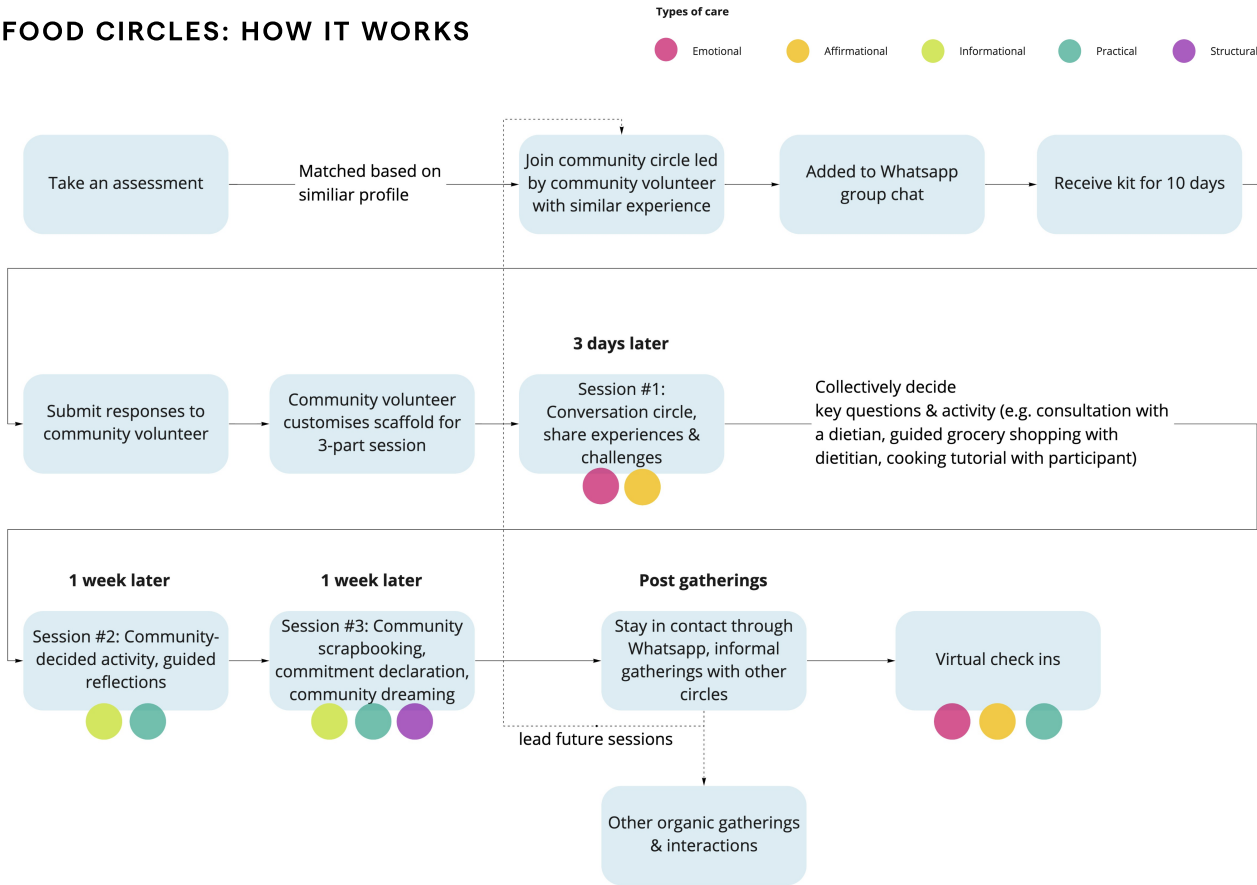 FOOD CIRCLES: HOW IT WORKS
Types of care
Emotional
Affirmational
Informational
Practical
Structural
Take an assessment
Matched based on
similiar profile
Join community circle led
by community volunteer
with similar experience
Added to Whatsapp
group chat
Receive kit for 10 days
Submit responses to
community volunteer
Community volunteer
customises scaffold for
3-part session
3 days later
Session #1:
Conversation circle,
share experiences &
challenges
Collectively decide
key questions & activity (e.g. consultation with
a dietian, guided grocery shopping with
dietitian, cooking tutorial with participant)
1 week later
Session #2: Community-
decided activity, guided
reflections
1 week later
Session #3: Community
scrapbooking,
commitment declaration,
community dreaming
Post gatherings
Stay in contact through
Whatsapp, informal
gatherings with other
circles
Virtual check ins
lead future sessions
Other organic gatherings
& interactions